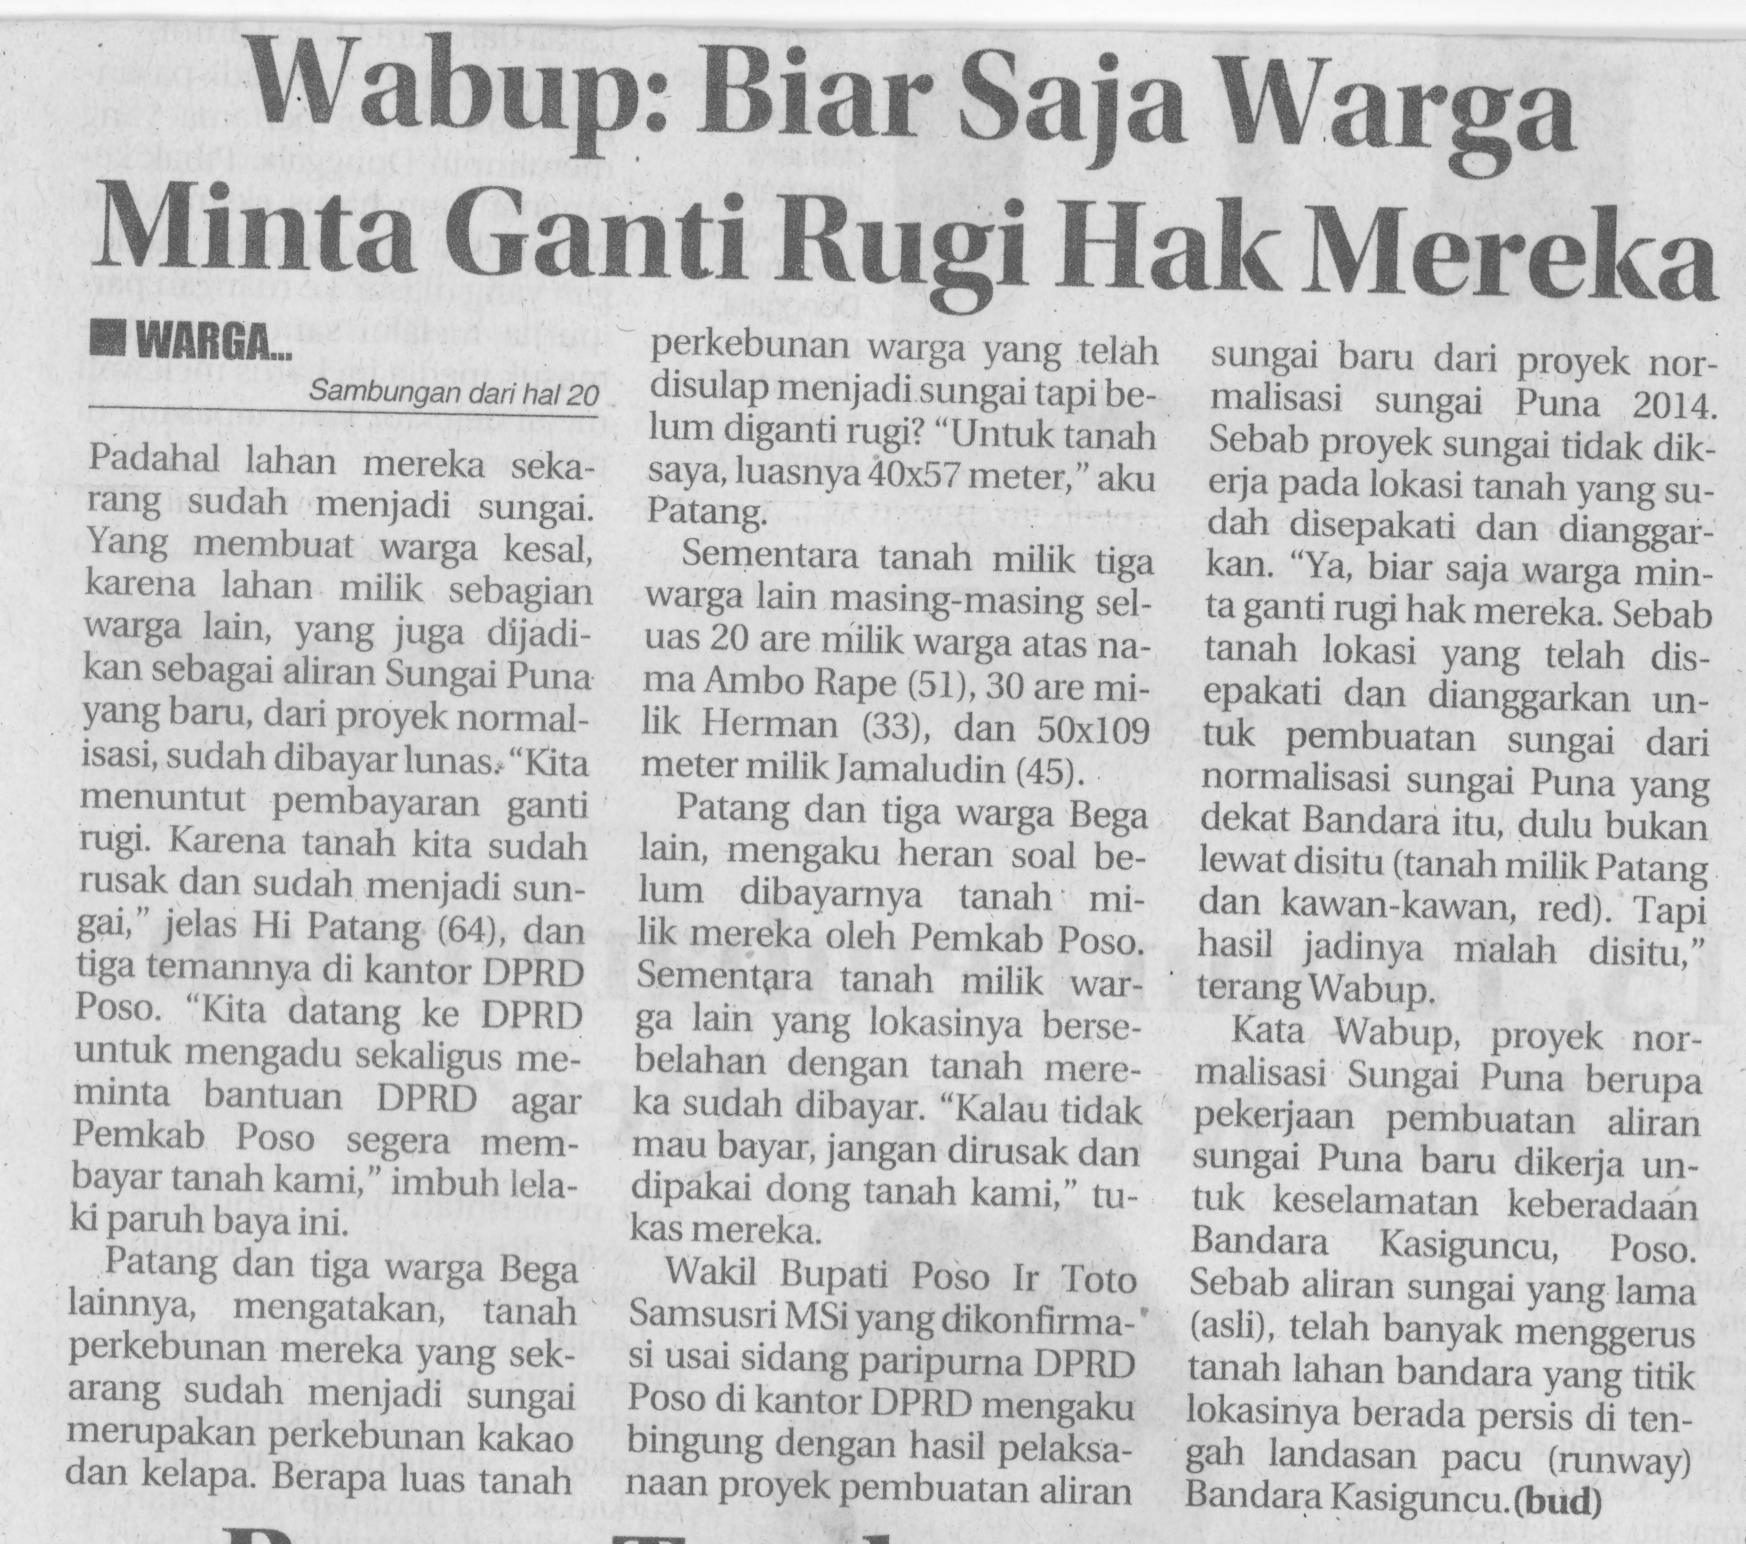 Wabup: Biar Saja Warga
Minta Ganti Rugi Hak Mereka
WARGA...
Sambungan dari hal 20
Padahal lahan mereka seka-
rang sudah menjadi sungai.
Yang membuat warga kesal,
karena lahan milik sebagian
warga lain, yang juga dijadi-
kan sebagai aliran Sungai Puna
yang baru, dari proyek normal-
isasi, sudah dibayar lunas. “Kita
menuntut pembayaran ganti
rugi. Karena tanah kita sudah
rusak dan sudah menjadi sun-
gai,” jelas Hi Patang (64), dan
tiga temannya di kantor DPRD
Poso. “Kita datang ke DPRD
untuk mengadu sekaligus me-
minta bantuan DPRD agar
Pemkab Poso segera mem-
bayar tanah kami,” imbuh lela-
ki paruh baya ini.
Patang dan tiga warga Bega
lainnya, mengatakan, tanah
perkebunan mereka yang sek-
arang sudah menjadi sungai
merupakan perkebunan kakao
dan kelapa. Berapa luas tanah
perkebunan warga yang telah
disulap menjadi sungai tapi be-
lum diganti rugi? “Untuk tanah
saya, luasnya 40x57 meter,” aku
Patang.
Sementara tanah milik tiga
warga lain masing-masing sel-
uas 20 are milik warga atas na-
ma Ambo Rape (51), 30 are mi-
lik Herman (33), dan 50x109
meter milik Jamaludin (45).
Patang dan tiga warga Bega
lain, mengaku heran soal be-
lum dibayarnya tanah mi-
lik mereka oleh Pemkab Poso.
Sementara tanah milik war-
ga lain yang lokasinya berse-
belahan dengan tanah mere-
ka sudah dibayar. “Kalau tidak
mau bayar, jangan dirusak dan
dipakai dong tanah kami,” tu-
kas mereka.
Wakil Bupati Poso Ir Toto
Samsusri MSi yang dikonfirma-
si usai sidang paripurna DPRD
Poso di kantor DPRD mengaku
bingung dengan hasil pelaksa-
naan proyek pembuatan aliran
sungai baru dari proyek nor-
malisasi sungai Puna 2014.
Sebab proyek sungai tidak dik-
erja pada lokasi tanah yang su-
dah disepakati dan dianggar-
kan. “Ya, biar saja warga min-
ta ganti rugi hak mereka. Sebab
tanah lokasi yang telah dis-
epakati dan dianggarkan un-
tuk pembuatan sungai dari
normalisasi sungai Puna yang
dekat Bandara itu, dulu bukan
lewat disitu (tanah milik Patang
dan kawan-kawan, red). Tapi
hasil jadinya malah disitu,”
terang Wabup.
Kata Wabup, proyek nor-
malisasi Sungai Puna berupa
pekerjaan pembuatan aliran
sungai Puna baru dikerja un-
tuk keselamatan keberadaan
Bandara Kasiguncu, Poso.
Sebab aliran sungai yang lama
(asli), telah banyak menggerus
tanah lahan bandara yang titik
lokasinya berada persis di ten-
gah landasan pacu (runway)
Bandara Kasiguncu.(bud)